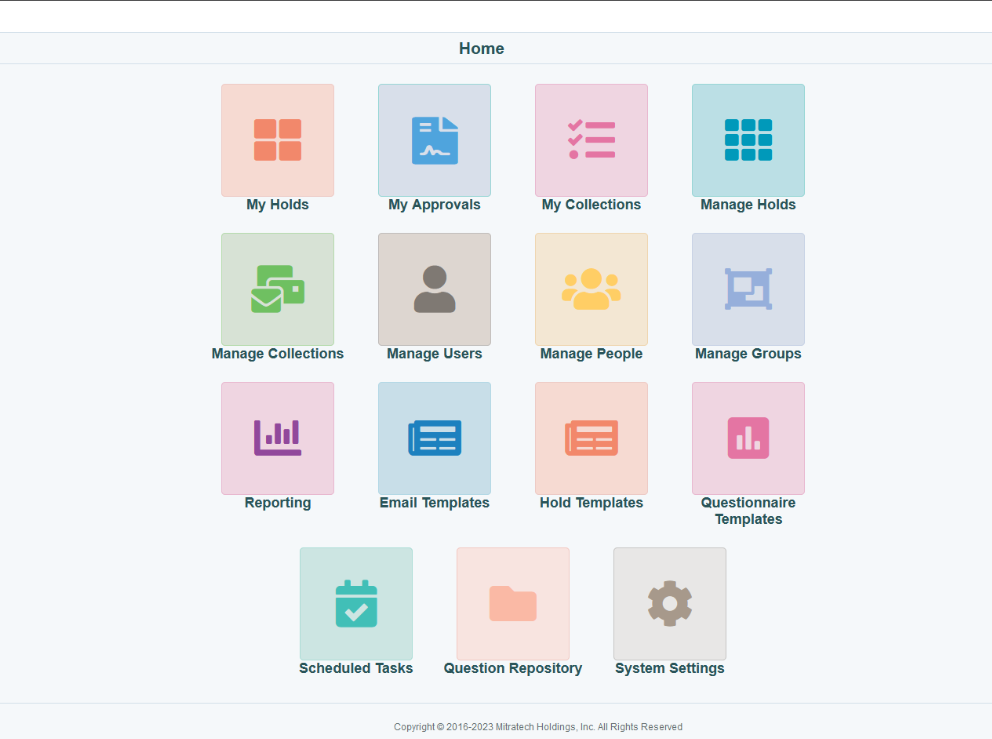 Home
My Holds
My Approvals
My Collections
Manage Holds
Manage Collections
Manage Users
Manage People
Manage Groups
Reporting
Email Templates
Hold Templates
Questionnaire
Templates
Scheduled Tasks
Question Repository
System Settings
Copyright © 2016-2023 Mitratech Holdings, Inc. All Rights Reserved